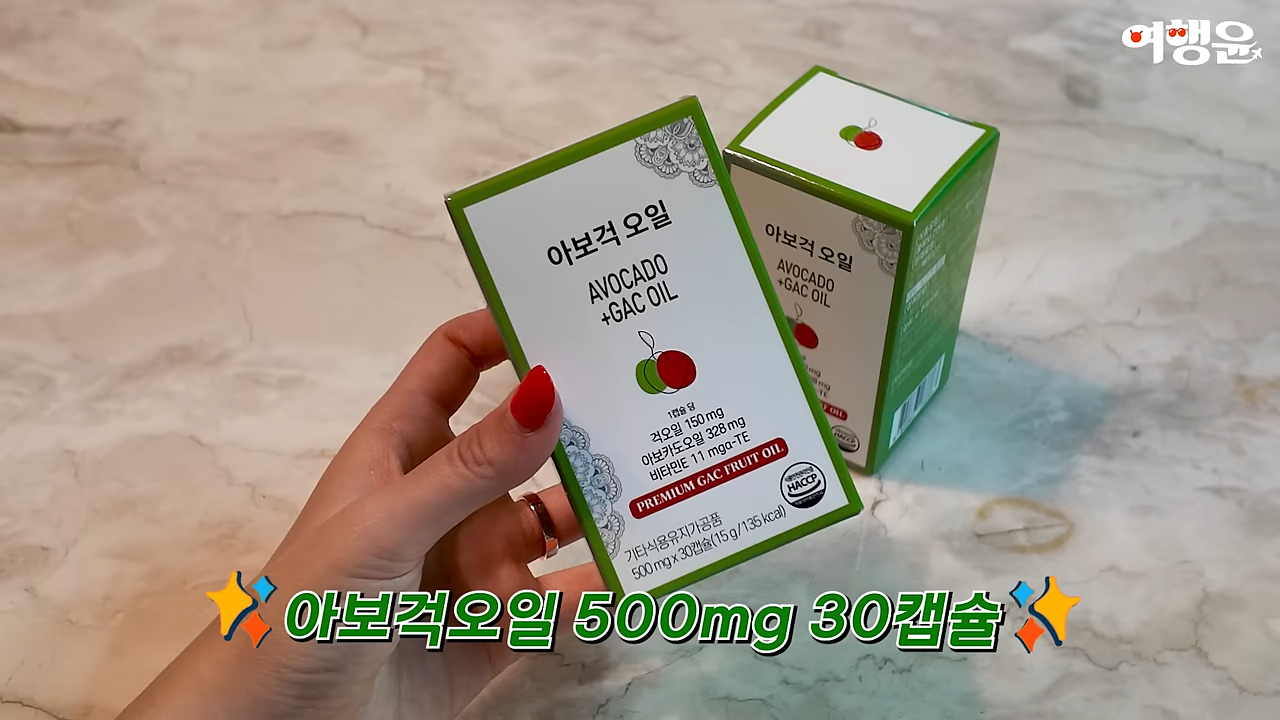 여행윤
아보걱 오일
AVOCADO
+GAC OIL
1캡슐 당
걱오일 150 mg
아보카도오일 328 mg
비타민E 11 mgα-TE
PREMIUM GAC FRUIT OIL
HACCP
기타식용유지가공품
500 mg x 30캡슐(15 g / 135 kcal)
아보걱 오일
AVOCADO
+GAC OIL
아보걱오일 500mg 30캡슐